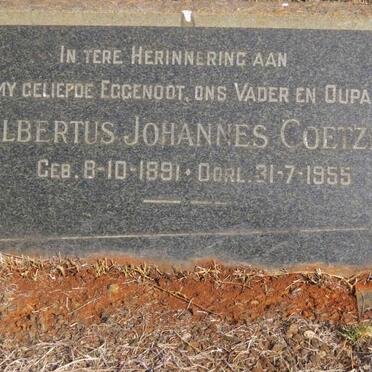 IN TERE HERINNERING AAN
MY GELIEFDE EGGENOOT, ONS VADER EN OUPA
LBERTUS JOHANNES COETZ
GEB. 8-10-1891 • OORL. 31-7-1955